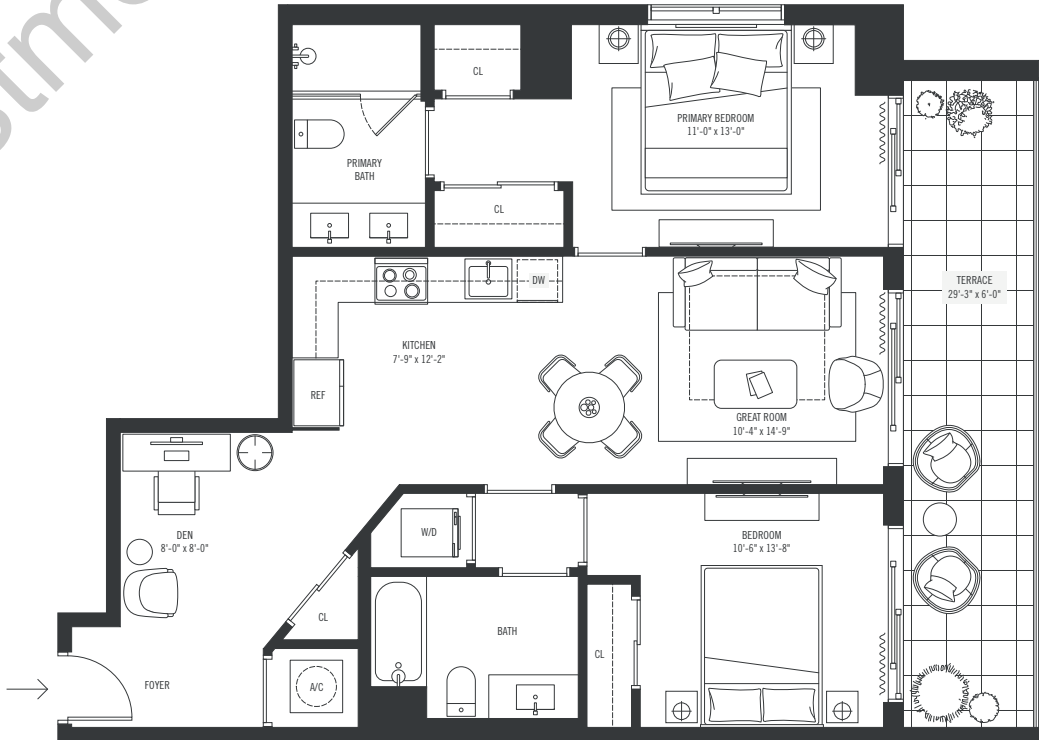 CL
PRIMARY BEDROOM
11'-0" x 13'-0"
PRIMARY
BATH
CL
TERRACE
29'-3" x 6'-0"
DW
KITCHEN
7'-9" x 12'-2"
REF
GREAT ROOM
10'-4" x 14'-9"
DEN
8'-0" x 8'-0"
W/D
BEDROOM
10'-6" x 13'-8"
CL
BATH
CL
FOYER
A/C